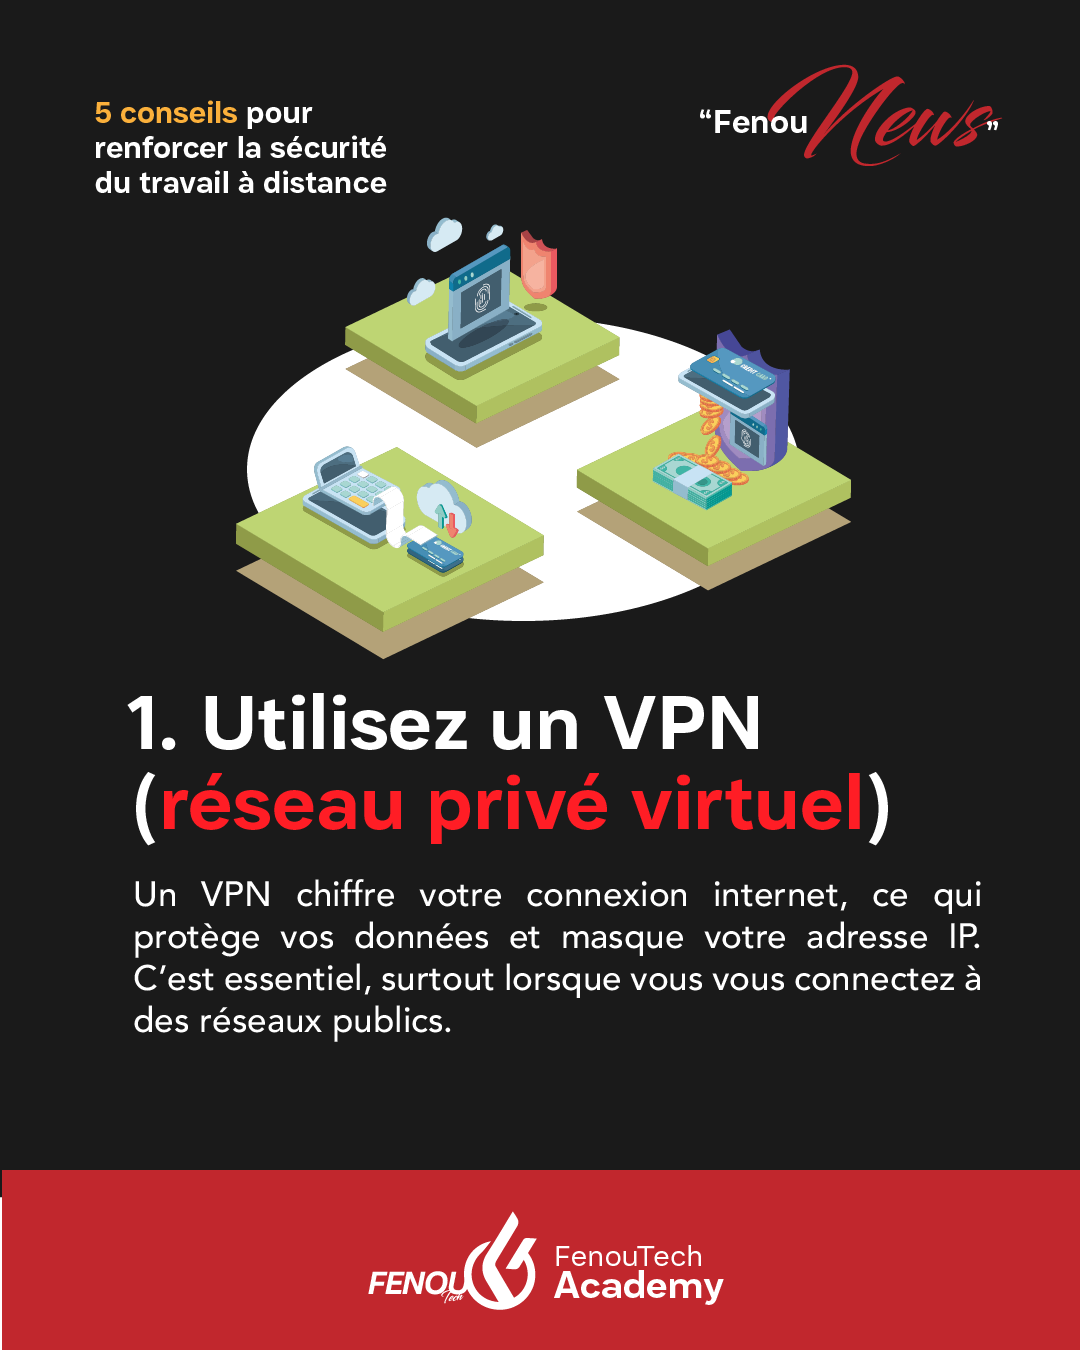 5 conseils pour
renforcer la sécurité
du travail à distance
“Fenou News”
CREDIT CARD
1. Utilisez un VPN
(réseau privé virtuel)
Un VPN chiffre votre connexion internet, ce qui
protège vos données et masque votre adresse IP.
C’est essentiel, surtout lorsque vous vous connectez à
des réseaux publics.
FENOU
Tech
FenouTech
Academy